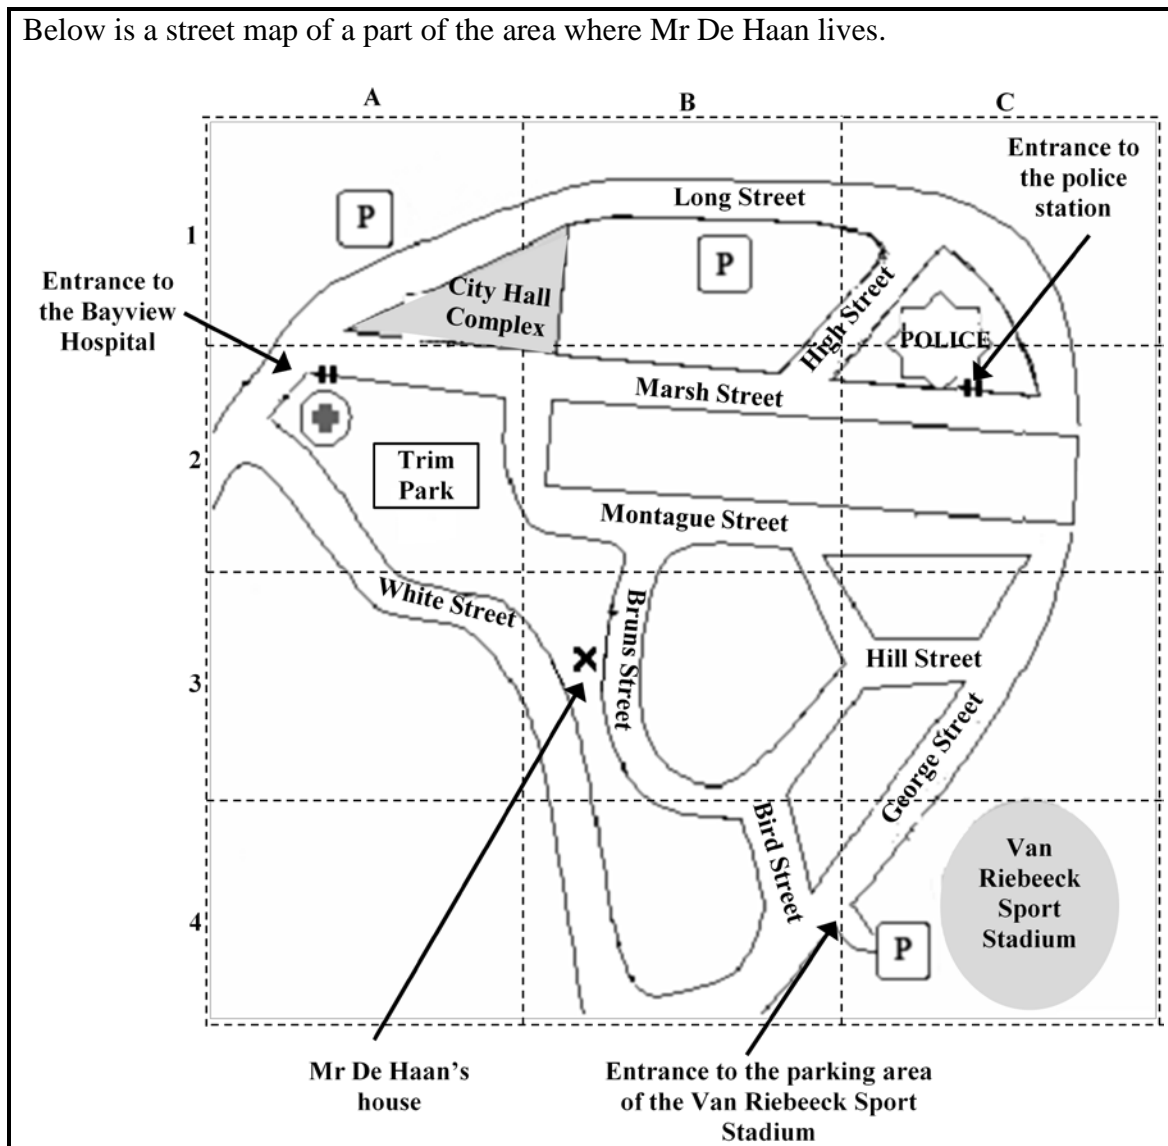 Below is a street map of a part of the area where Mr De Haan lives.
A
B
C
Entrance to
the police
station
Long Street
P
1
P
Entrance to
the Bayview
Hospital
City Hall
Complex
High Street
POLICE
Marsh Street
2
Trim
Park
Montague Street
White Street
Bruns Street
Hill Street
3
George Street
Bird Street
Van
Riebeeck
Sport
Stadium
4
P
Mr De Haan's
house
Entrance to the parking area
of the Van Riebeeck Sport
Stadium